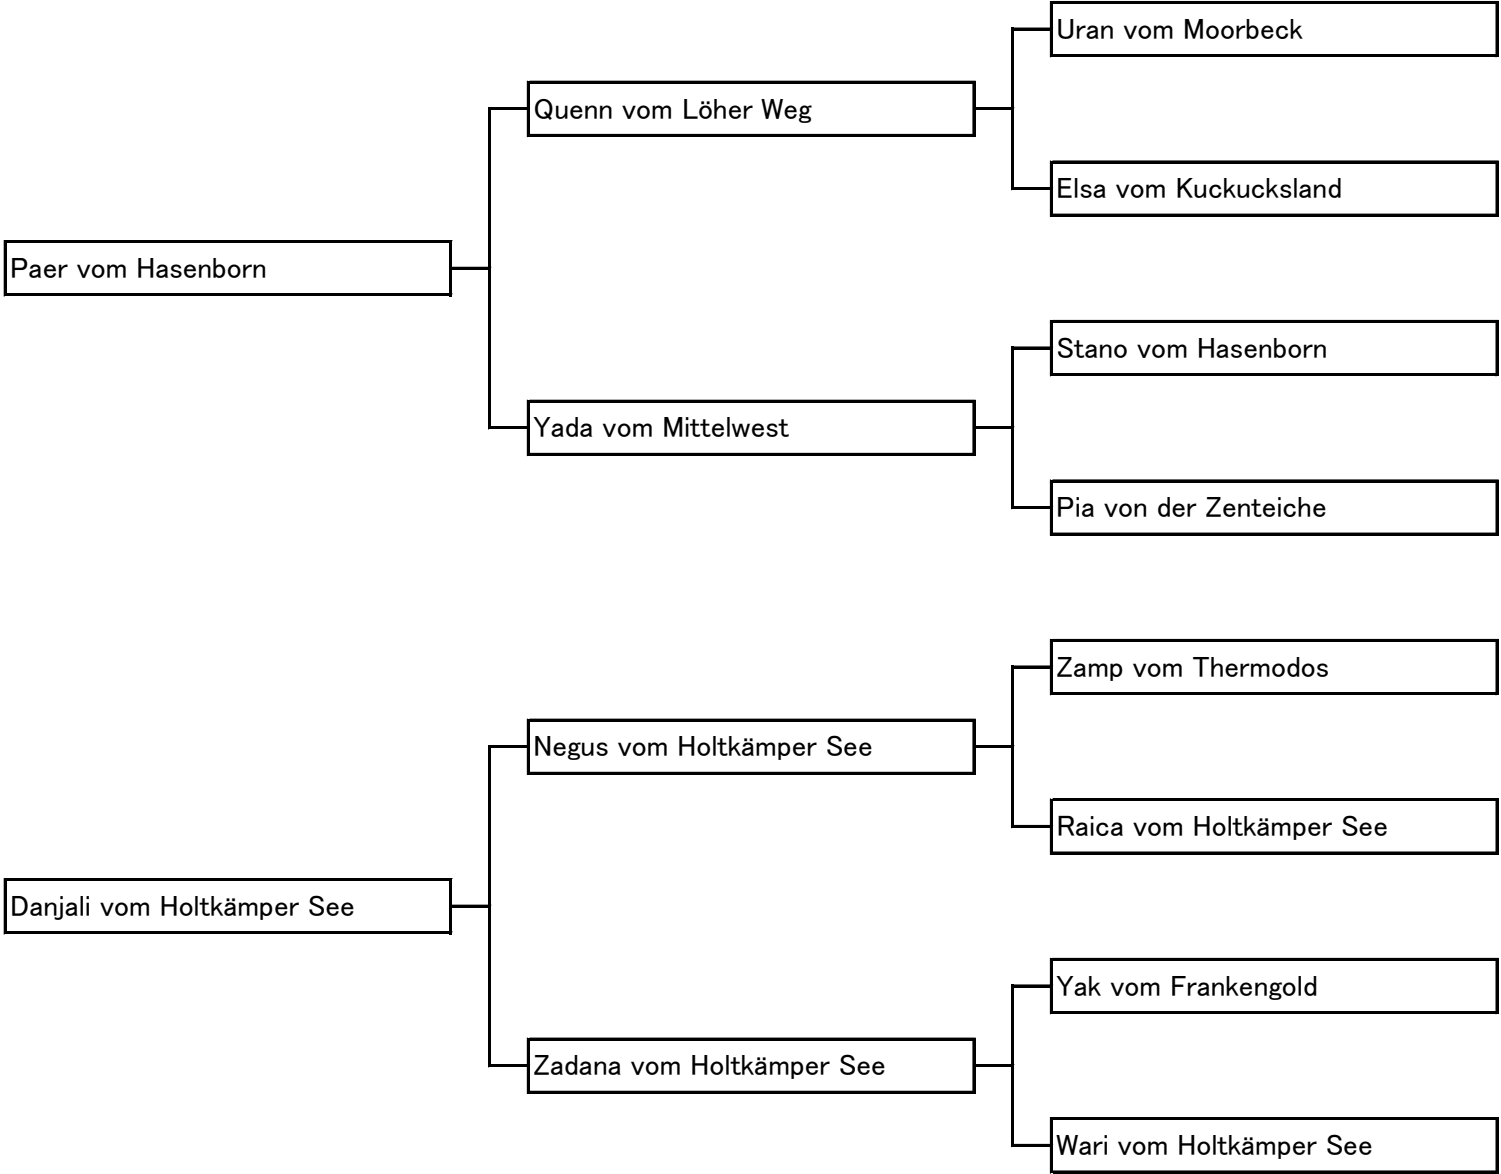 Uran vom Moorbeck
Quenn vom Löher Weg
Elsa vom Kuckucksland
Paer vom Hasenborn
Stano vom Hasenborn
Yada vom Mittelwest
Pia von der Zenteiche
Zamp vom Thermodos
Negus vom Holtkämper See
Raica vom Holtkämper See
Danjali vom Holtkämper See
Yak vom Frankengold
Zadana vom Holtkämper See
Wari vom Holtkämper See